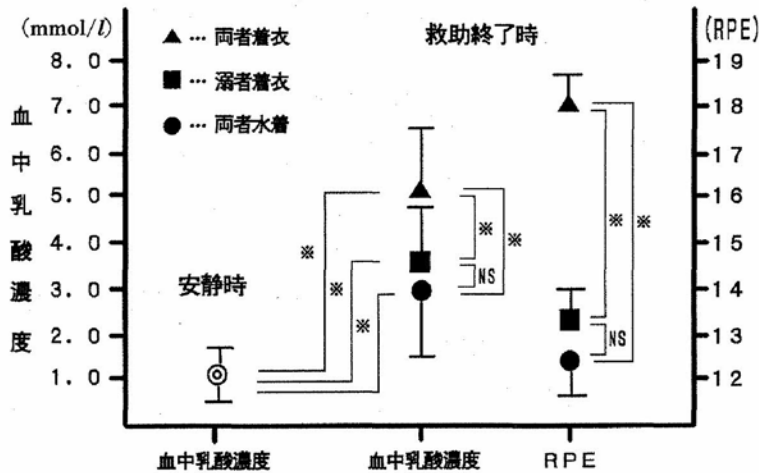 (mmol/l)
(RPE)
血中乳酸濃度
8.0
7.0
6.0
5.0
4.0
3.0
2.0
1.0
▲ … 両者着衣
■ … 溺者着衣
● … 両者水着
救助終了時
安静時
※
※
※
※
※
NS
※
※
NS
19
18
17
16
15
14
13
12
血中乳酸濃度
血中乳酸濃度
RPE